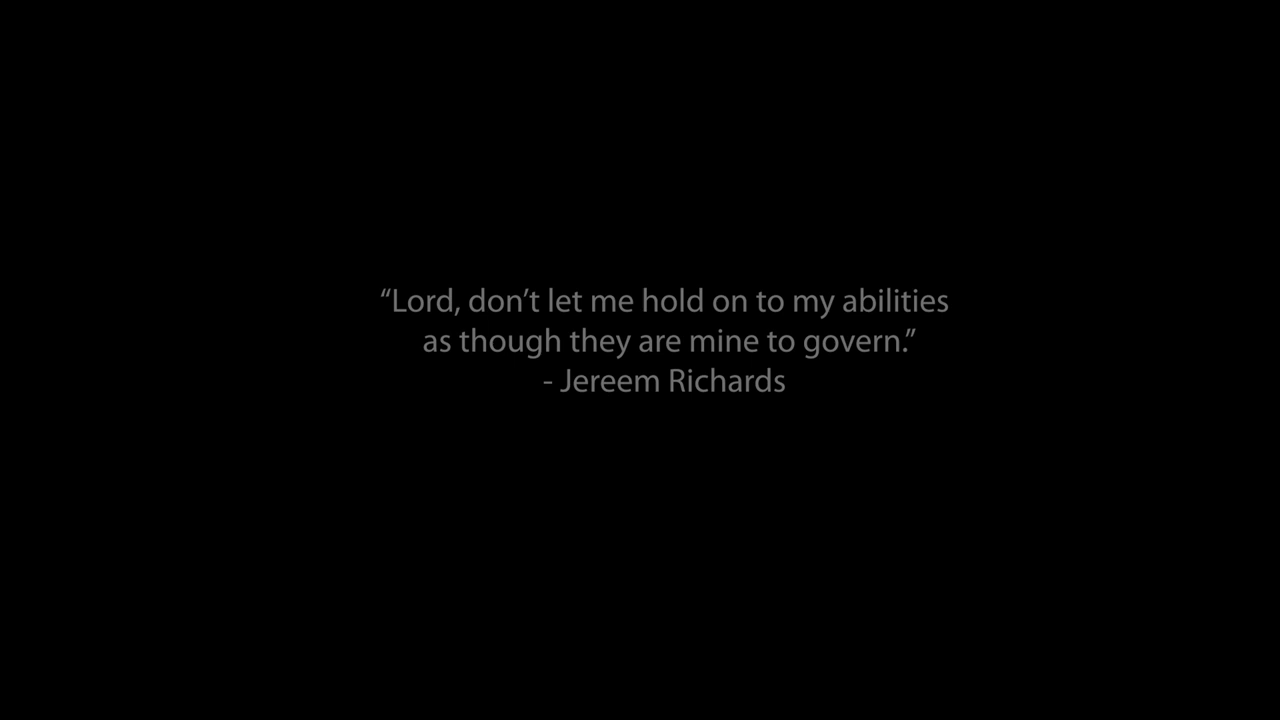 “Lord, don’t let me hold on to my abilities
as though they are mine to govern.”
- Jereem Richards